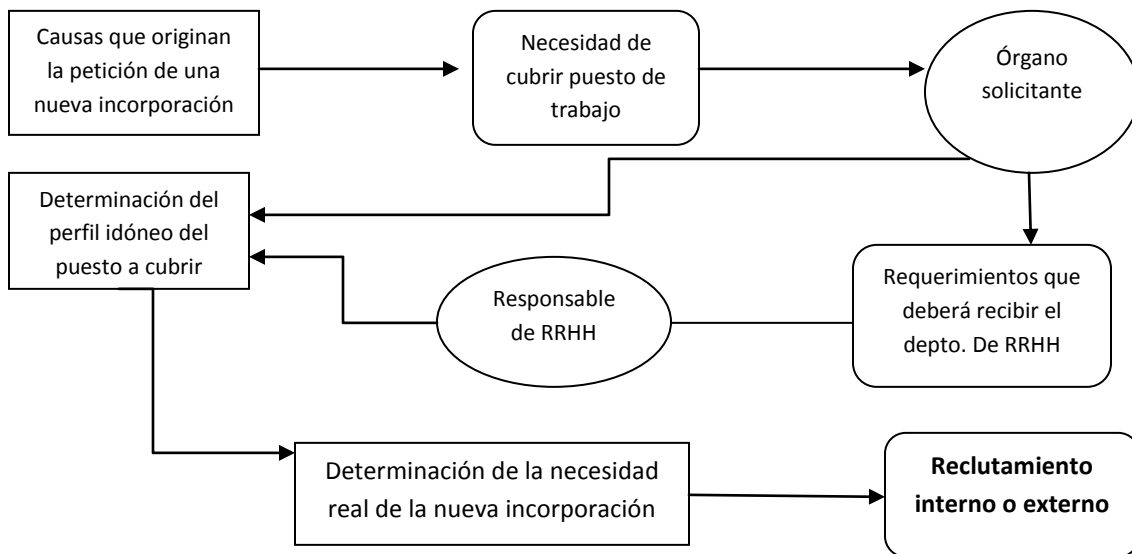 Causas que originan
la petición de una
nueva incorporación
Necesidad de
cubrir puesto de
trabajo
Órgano
solicitante
Determinación del
perfil idóneo del
puesto a cubrir
Responsable
de RRHH
Requerimientos que
deberá recibir el
depto. De RRHH
Determinación de la necesidad
real de la nueva incorporación
Reclutamiento
interno o externo